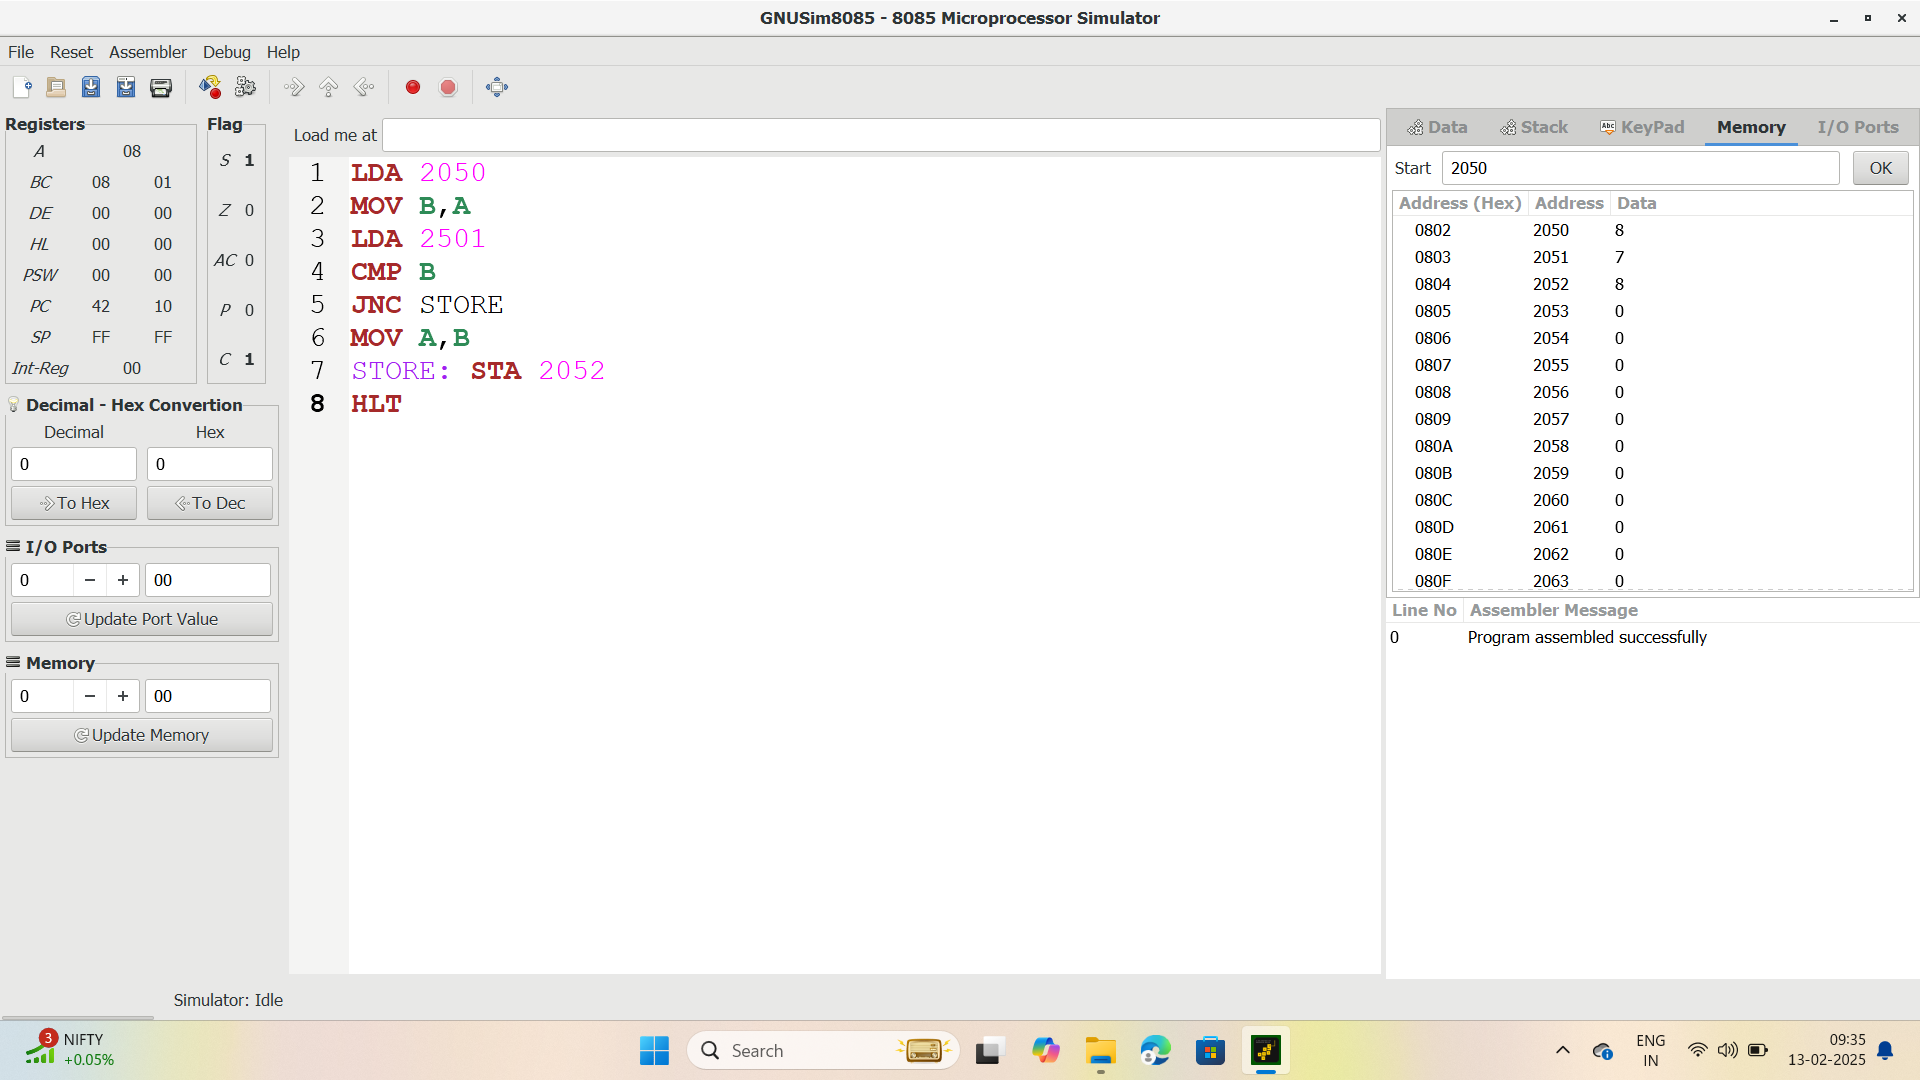 GNUSim8085 - 8085 Microprocessor Simulator
File Reset Assembler Debug Help
Registers
A 08
BC 08 01
DE 00 00
HL 00 00
PSW 00 00
PC 42 10
SP FF FF
Int-Reg 00
Flag
S 1
Z 0
AC 0
P 0
C 1
Decimal - Hex Convertion
Decimal Hex
0 0
To Hex To Dec
I/O Ports
0 − + 00
Update Port Value
Memory
0 − + 00
Update Memory
Load me at
1 LDA 2050
2 MOV B,A
3 LDA 2501
4 CMP B
5 JNC STORE
6 MOV A,B
7 STORE: STA 2052
8 HLT
Data Stack Abc KeyPad Memory I/O Ports
Start 2050 OK
Address (Hex) Address Data
0802 2050 8
0803 2051 7
0804 2052 8
0805 2053 0
0806 2054 0
0807 2055 0
0808 2056 0
0809 2057 0
080A 2058 0
080B 2059 0
080C 2060 0
080D 2061 0
080E 2062 0
080F 2063 0
Line No Assembler Message
0 Program assembled successfully
Simulator: Idle
3 NIFTY
+0.05%
Search
ENG
IN
09:35
13-02-2025